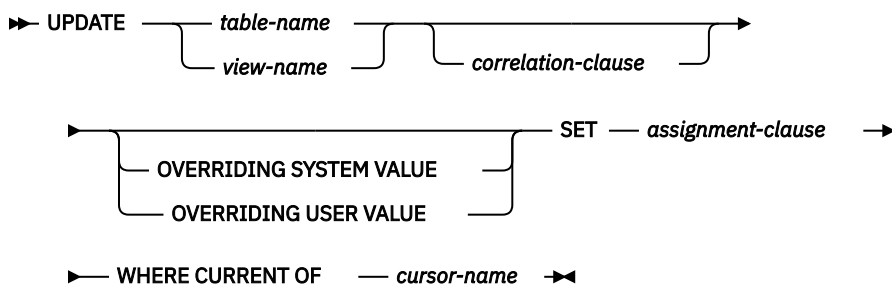 UPDATE table-name
view-name correlation-clause
OVERRIDING SYSTEM VALUE
OVERRIDING USER VALUE
SET assignment-clause
WHERE CURRENT OF cursor-name